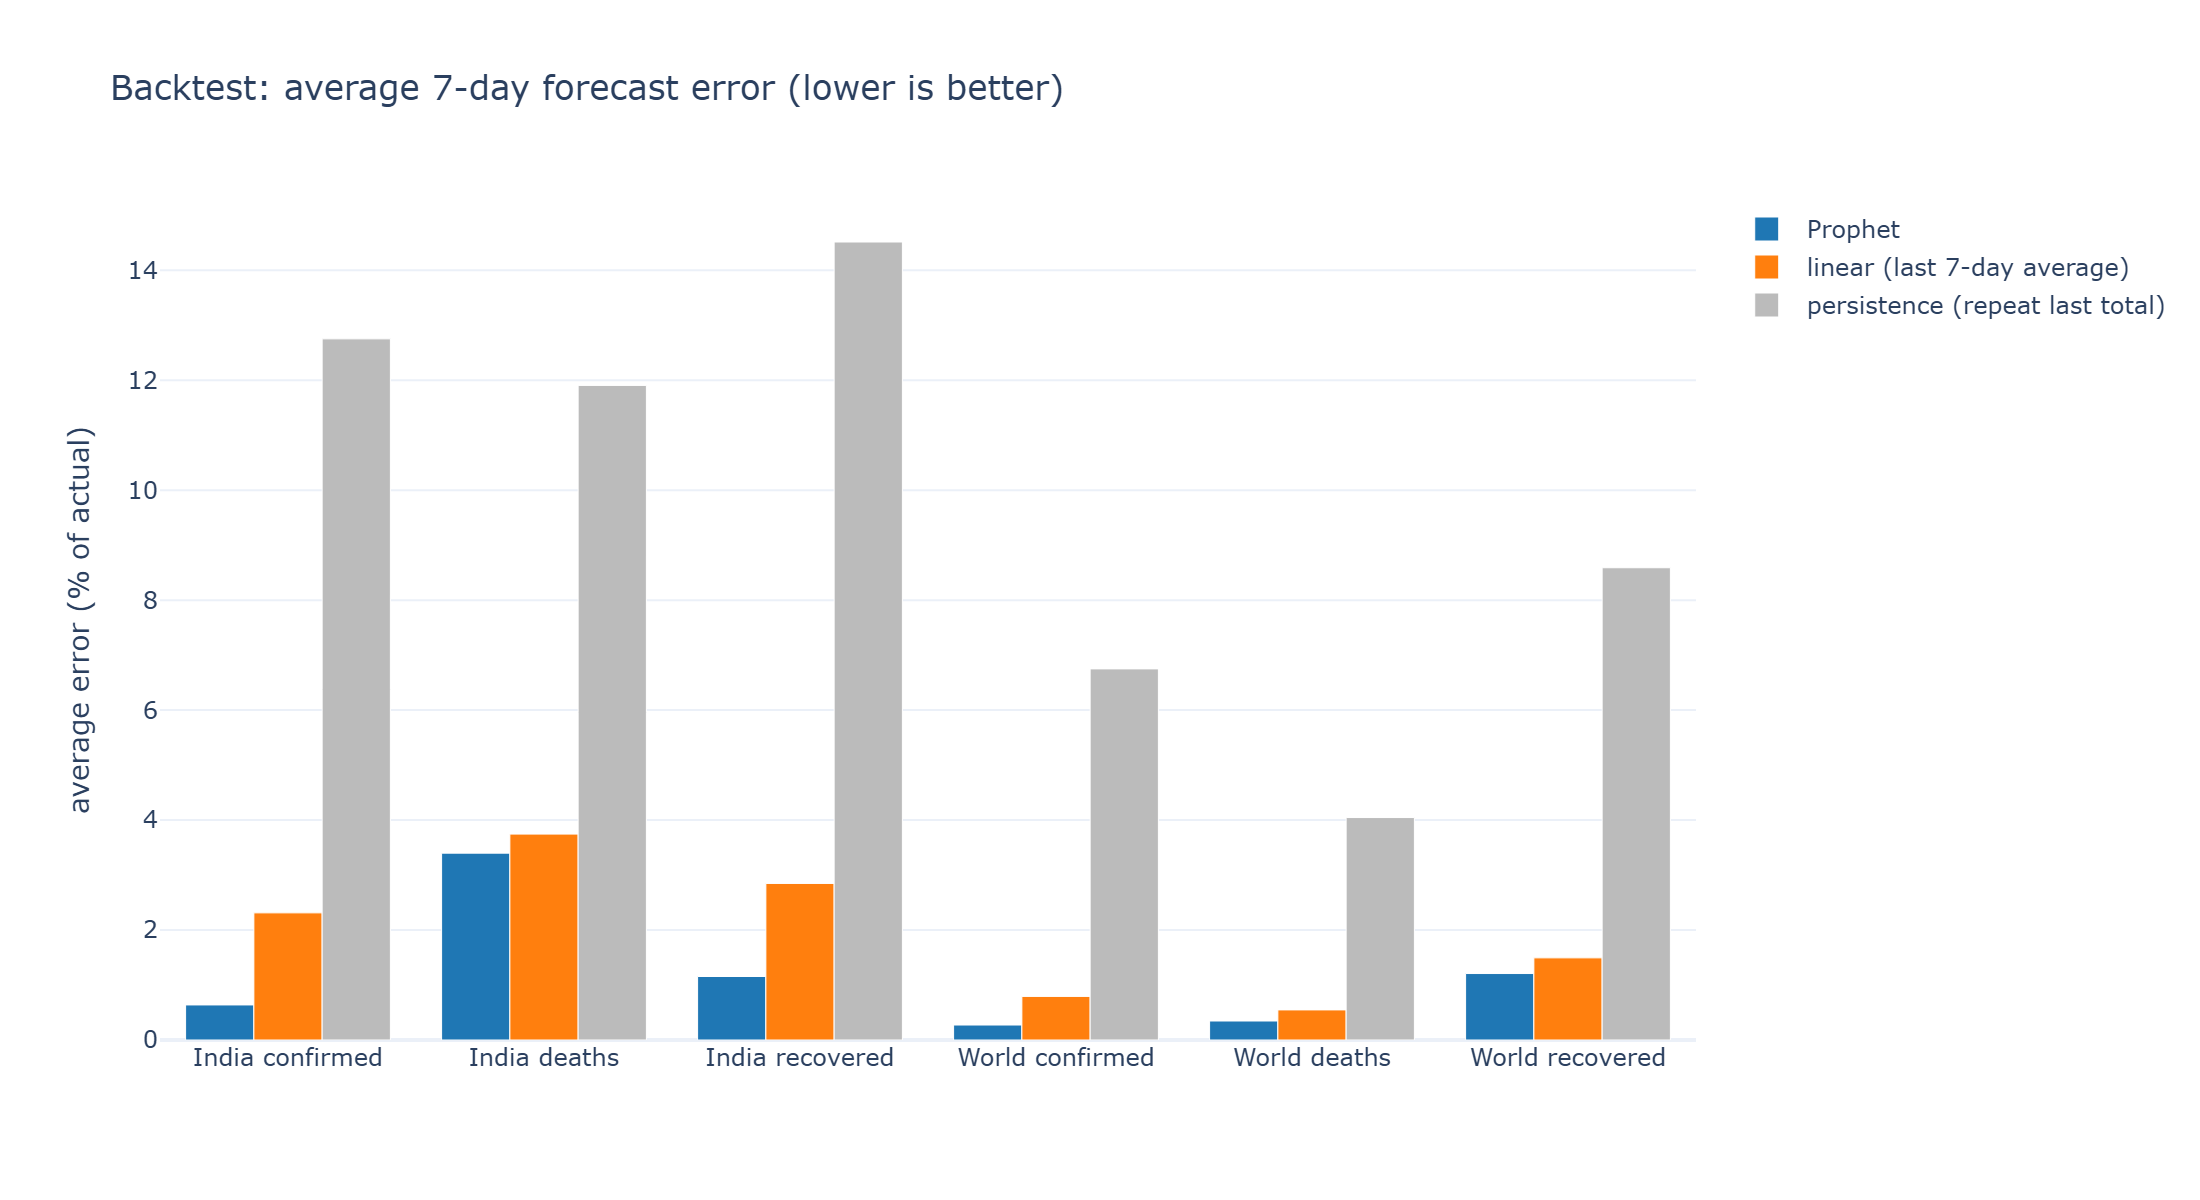 Backtest: average 7-day forecast error (lower is better)
Prophet
linear (last 7-day average)
persistence (repeat last total)
average error (% of actual)
14
12
10
8
6
4
2
0
India confirmed
India deaths
India recovered
World confirmed
World deaths
World recovered